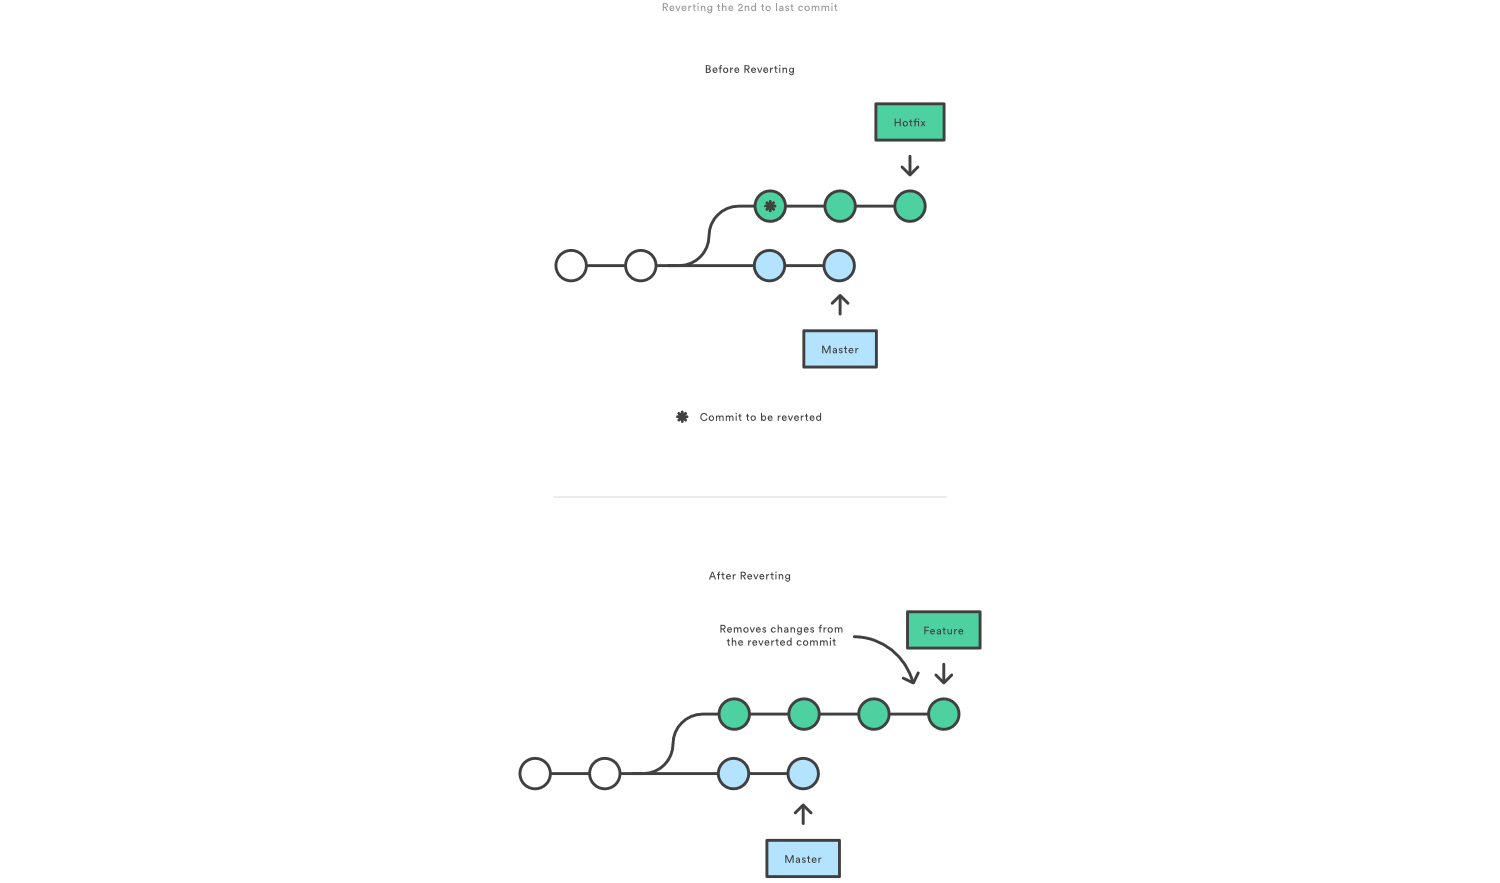 Reverting the 2nd to last commit
Before Reverting
Hotfix
Master
Commit to be reverted
After Reverting
Removes changes from
the reverted commit
Feature
Master